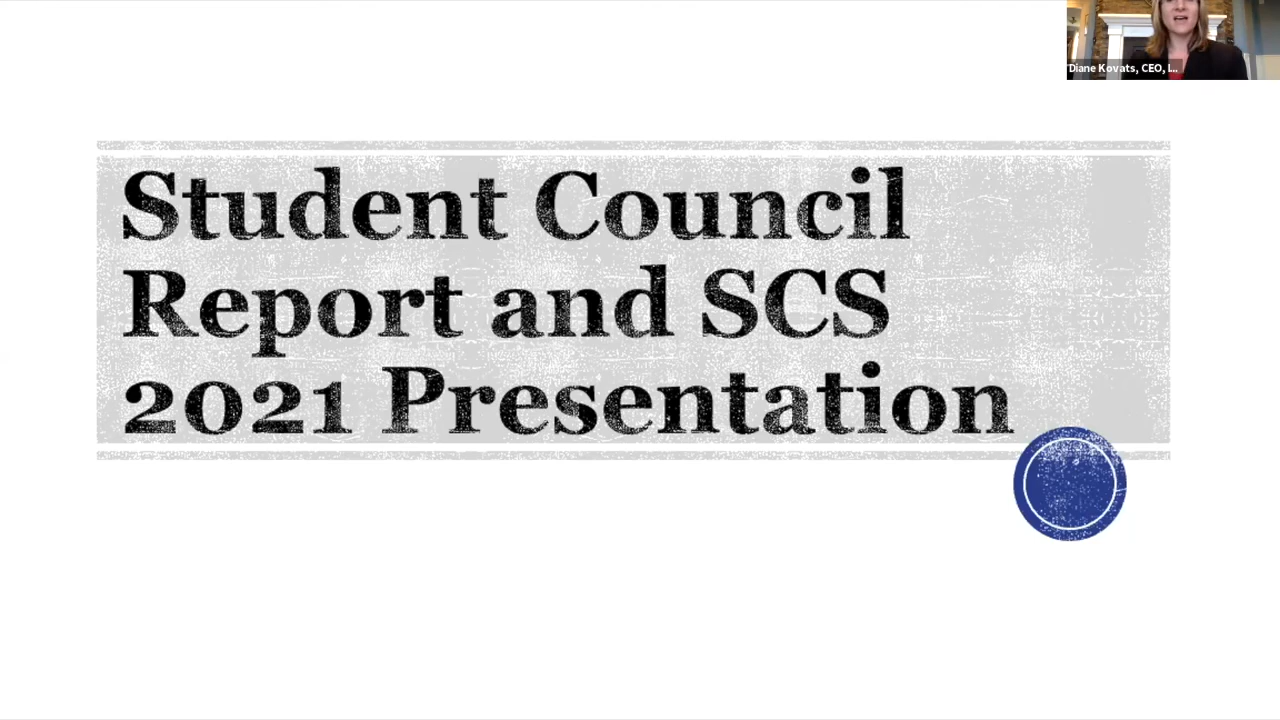 Diane Kovats, CEO, I...
Student Council
Report and SCS
2021 Presentation